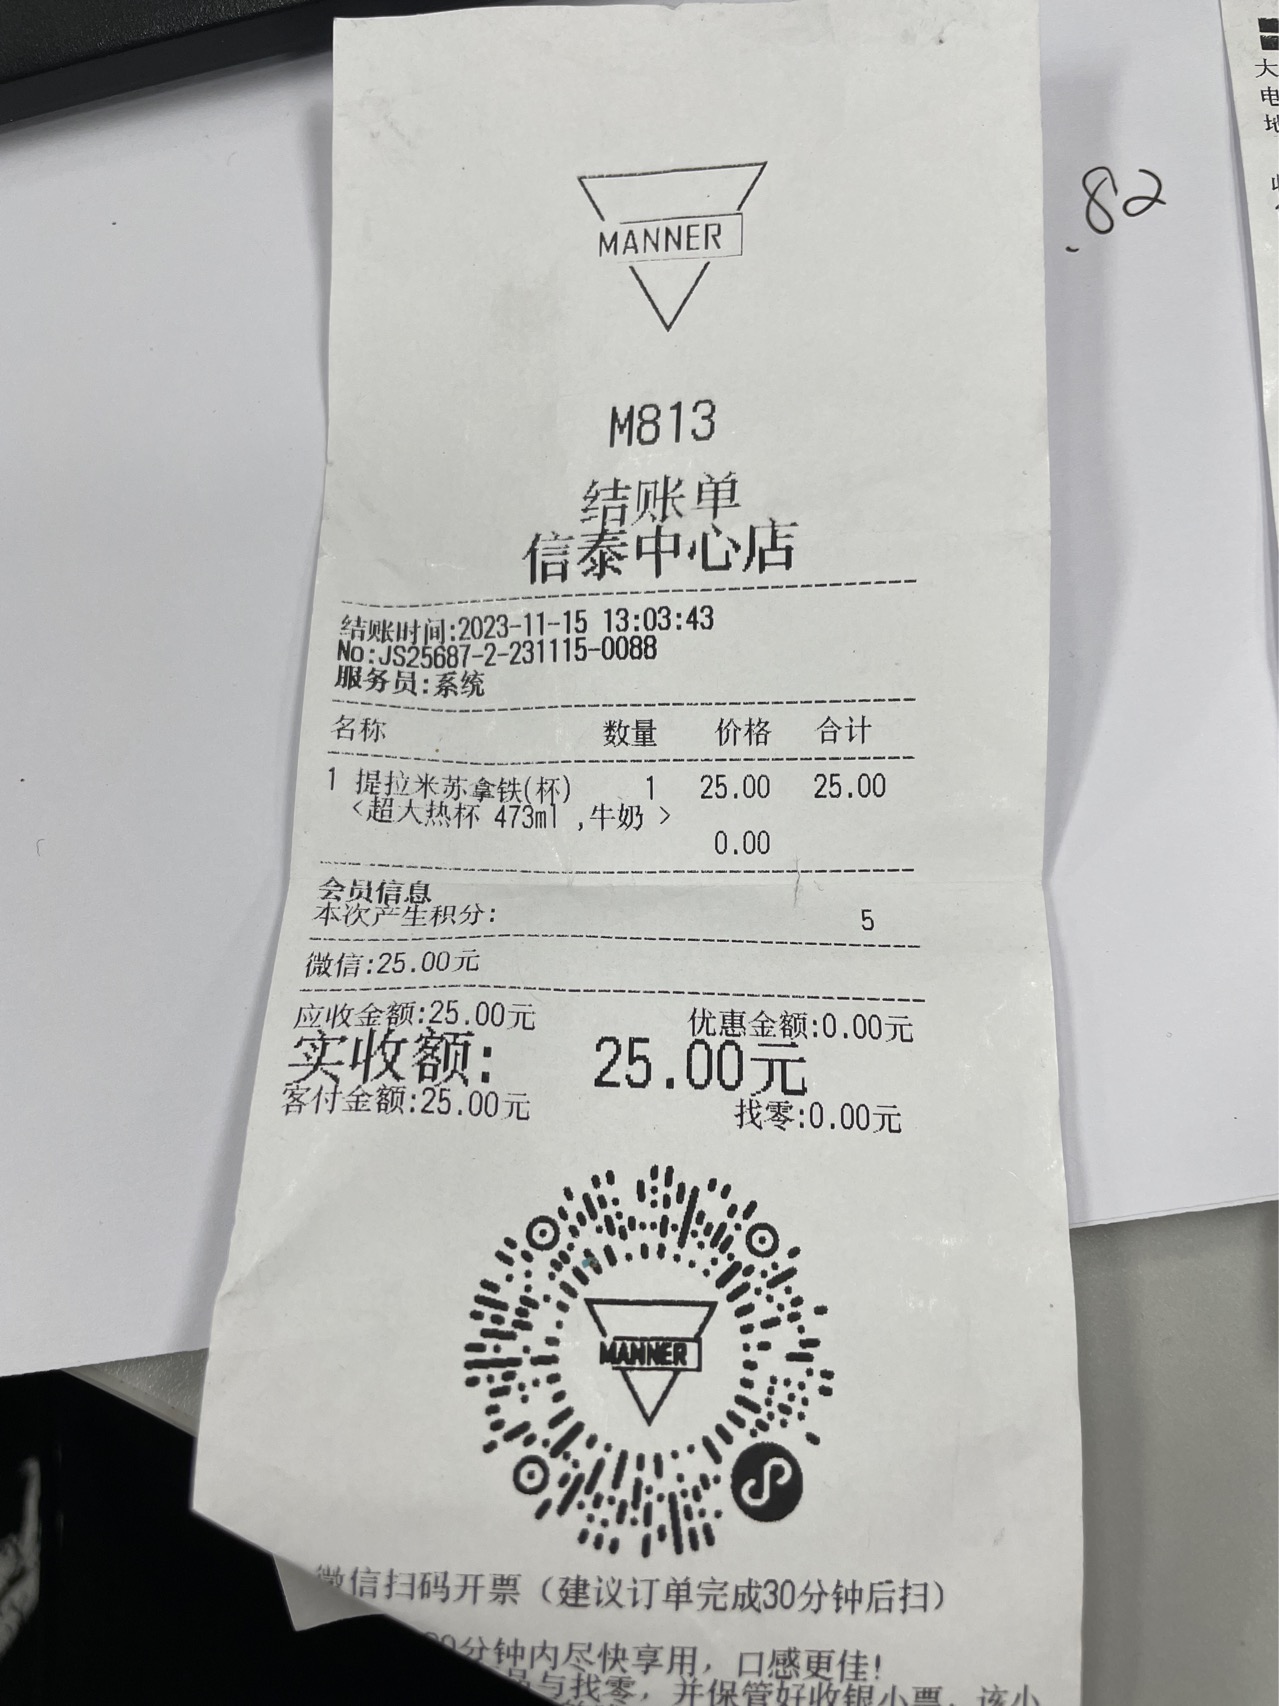 MANNER
.82
M813
结账单
信泰中心店
结账时间:2023-11-15 13:03:43
No:JS25687-2-231115-0088
服务员:系统
名称 数量 价格 合计
1 提拉米苏拿铁(杯) 1 25.00 25.00
<超大热杯 473ml ,牛奶 >
0.00
会员信息
本次产生积分: 5
微信:25.00元
应收金额:25.00元 优惠金额:0.00元
实收额: 25.00元
客付金额:25.00元 找零:0.00元
MANNER
微信扫码开票（建议订单完成30分钟后扫）
分钟内尽快享用，口感更佳!
与找零，并保管好收银小票，该小
大
电
地